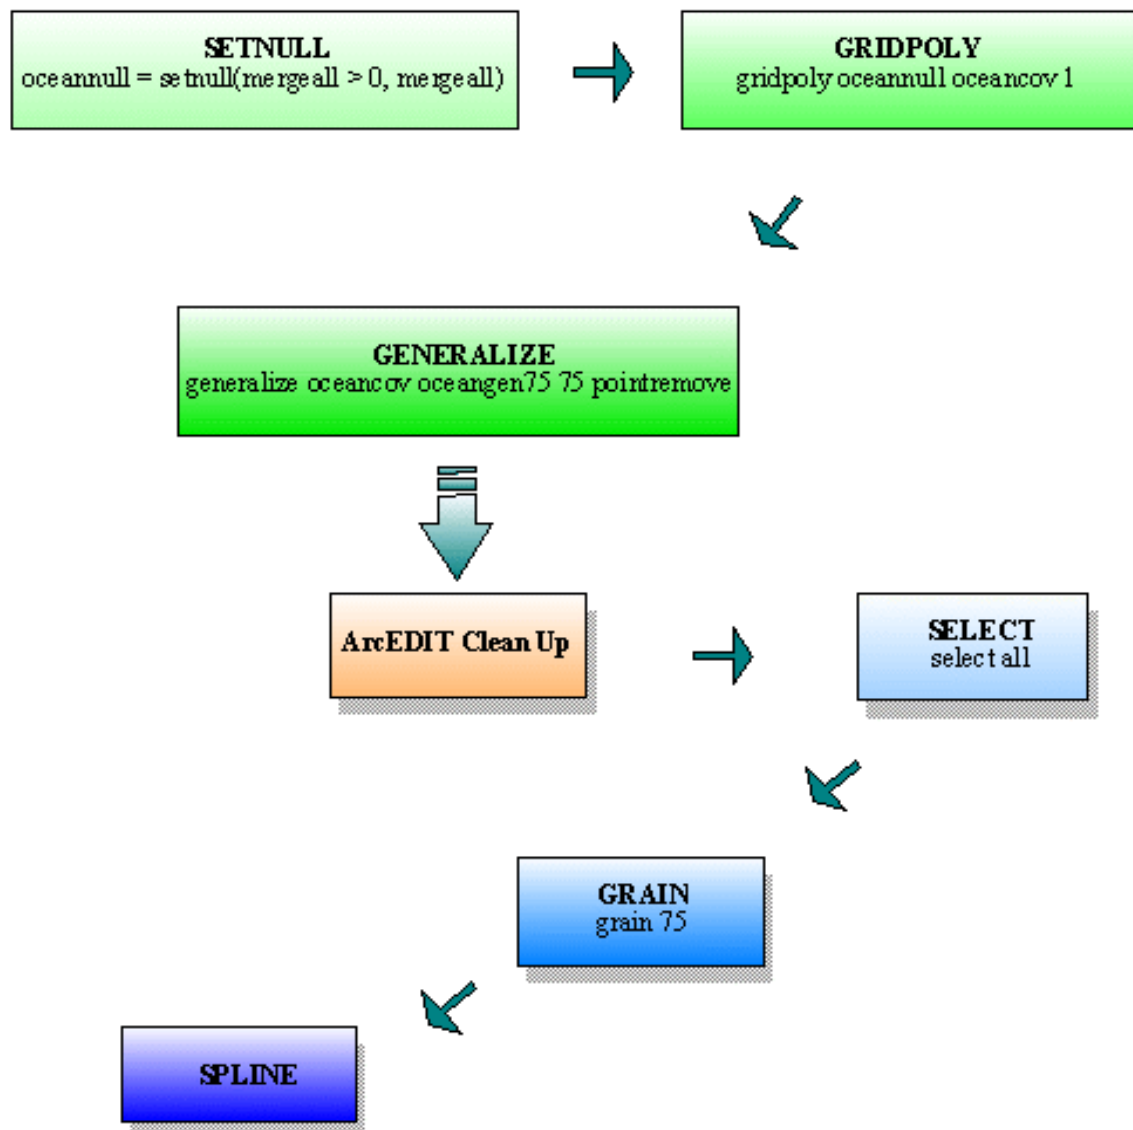 SETNULL
oceannull = setnull(mergeall > 0, mergeall)
GRIDPOLY
gridpoly oceannull oceancov 1
GENERALIZE
generalize oceancov oceangen75 75 pointremove
ArcEDIT Clean Up
SELECT
select all
GRAIN
grain 75
SPLINE